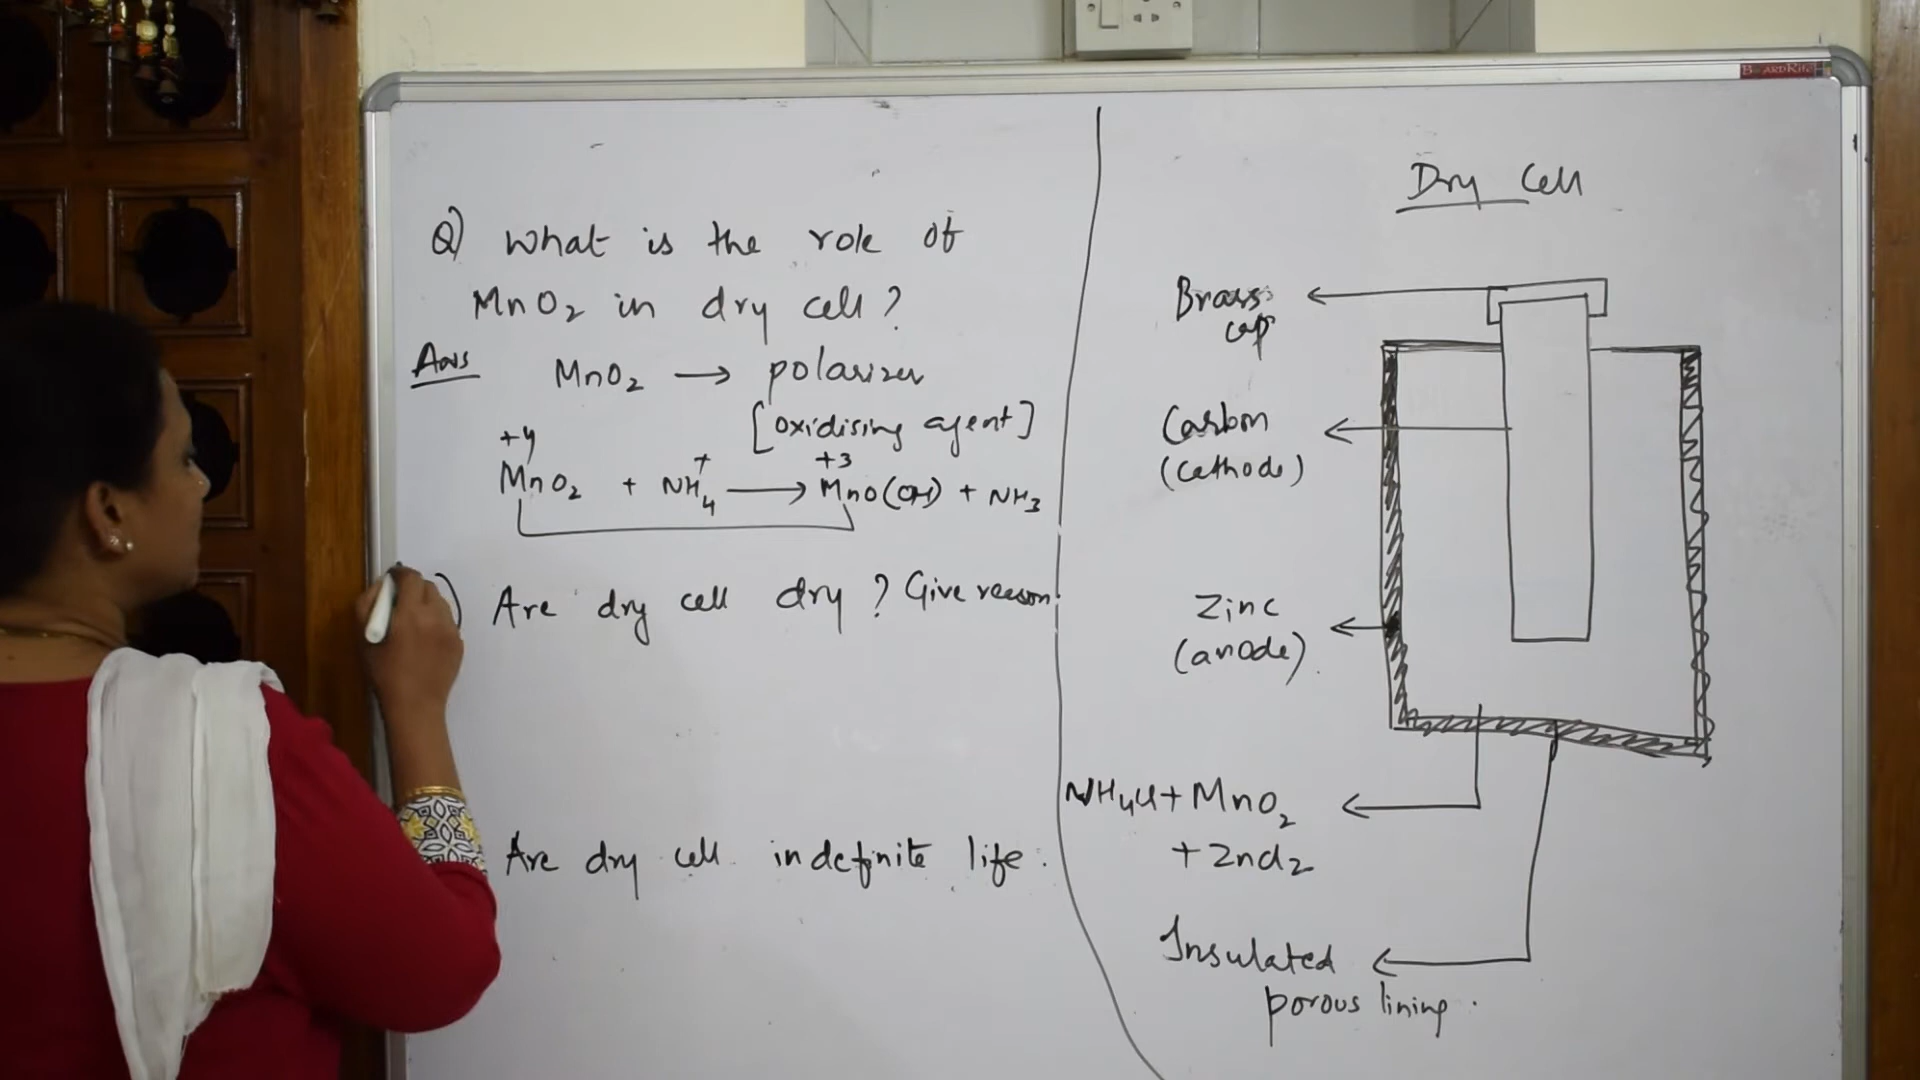 BoardRite
Q) What is the role of
MnO2 in dry cell?
Ans MnO2 → polarizer
[oxidising agent]
+4 + +3
MnO2 + NH4 → MnO(OH) + NH3
) Are dry cell dry? Give reason
Are dry cell indefinite life.
Dry Cell
Brass
cap
Carbon
(cathode)
Zinc
(anode)
NH4Cl + MnO2
+ ZnCl2
Insulated
porous lining.